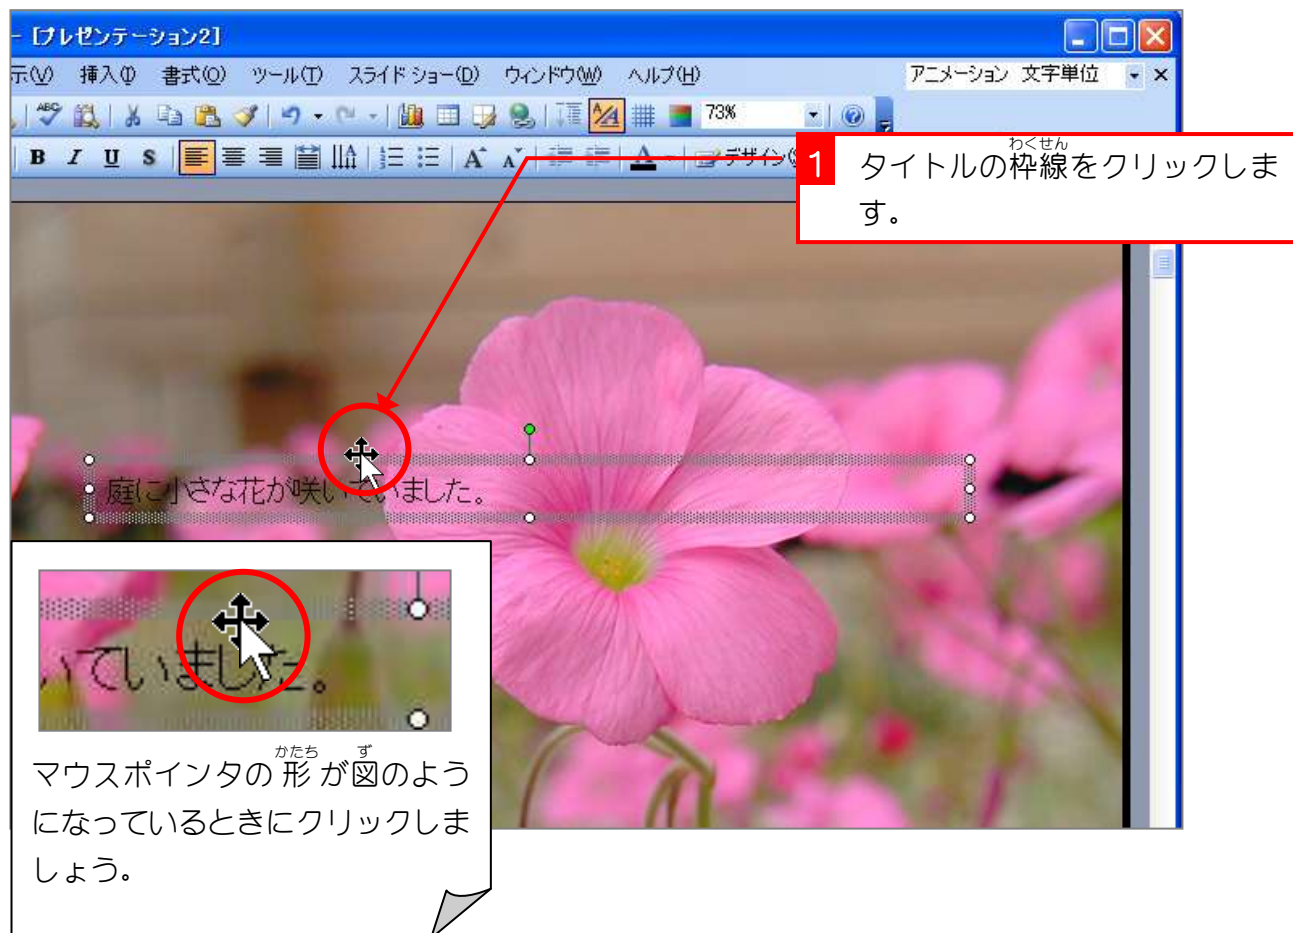 - [プレゼンテーション2]
示(V) 挿入(I) 書式(O) ツール(T) スライド ショー(D) ウィンドウ(W) ヘルプ(H) アニメーション 文字単位
ABC 73%
B I U S A A A デザイン(S
1 タイトルの枠線をクリックしま
わくせん
す。
庭に小さな花が咲いていました。
いていました。
かたち ず
マウスポインタの形が図のよう
になっているときにクリックしま
しょう。